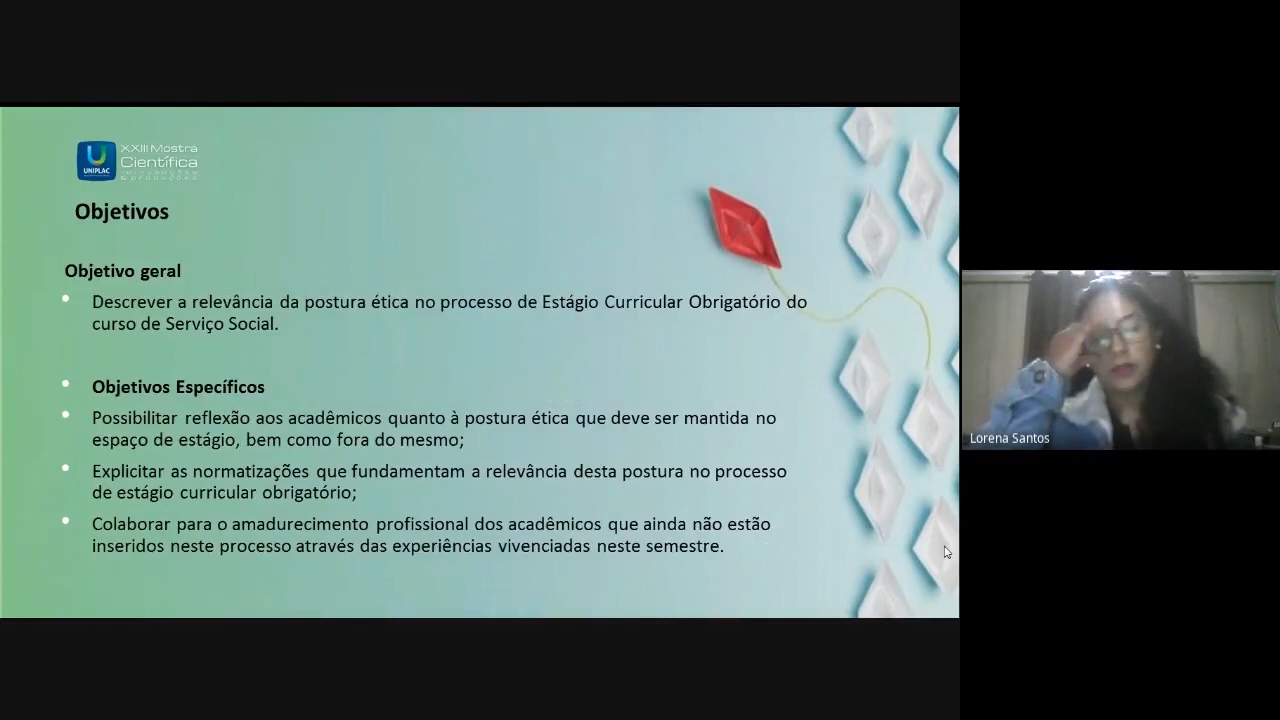 XXIII Mostra
Científica
UNIPLAC
Objetivos
Objetivo geral
Descrever a relevância da postura ética no processo de Estágio Curricular Obrigatório do
curso de Serviço Social.
Objetivos Específicos
Possibilitar reflexão aos acadêmicos quanto à postura ética que deve ser mantida no
espaço de estágio, bem como fora do mesmo;
Explicitar as normatizações que fundamentam a relevância desta postura no processo
de estágio curricular obrigatório;
Colaborar para o amadurecimento profissional dos acadêmicos que ainda não estão
inseridos neste processo através das experiências vivenciadas neste semestre.
Lorena Santos